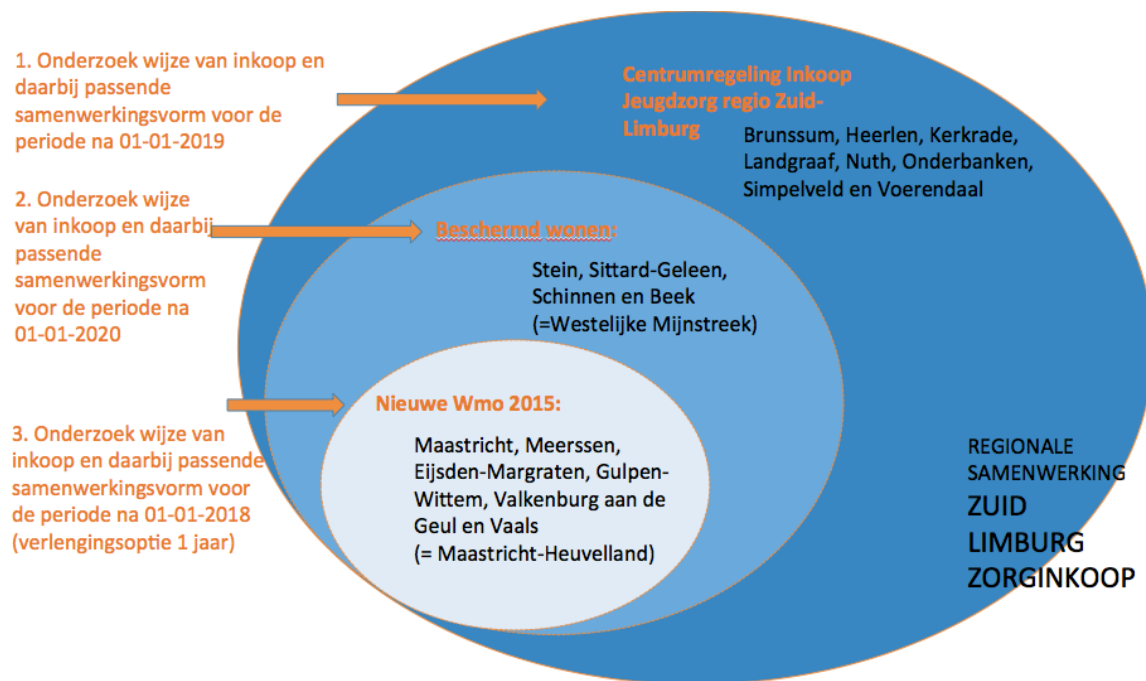 1. Onderzoek wijze van inkoop en
daarbij passende
samenwerkingsvorm voor de
periode na 01-01-2019
2. Onderzoek wijze
van inkoop en daarbij
passende
samenwerkingsvorm
voor de periode na
01-01-2020
3. Onderzoek wijze van
inkoop en daarbij passende
samenwerkingsvorm voor
de periode na 01-01-2018
(verlengingsoptie 1 jaar)
Centrumregeling Inkoop
Jeugdzorg regio Zuid-
Limburg
Brunssum, Heerlen, Kerkrade,
Landgraaf, Nuth, Onderbanken,
Simpelveld en Voerendaal
Beschermd wonen:
Stein, Sittard-Geleen,
Schinnen en Beek
(=Westelijke Mijnstreek)
Nieuwe Wmo 2015:
Maastricht, Meerssen,
Eijsden-Margraten, Gulpen-
Wittem, Valkenburg aan de
Geul en Vaals
(= Maastricht-Heuvelland)
REGIONALE
SAMENWERKING
ZUID
LIMBURG
ZORGINKOOP